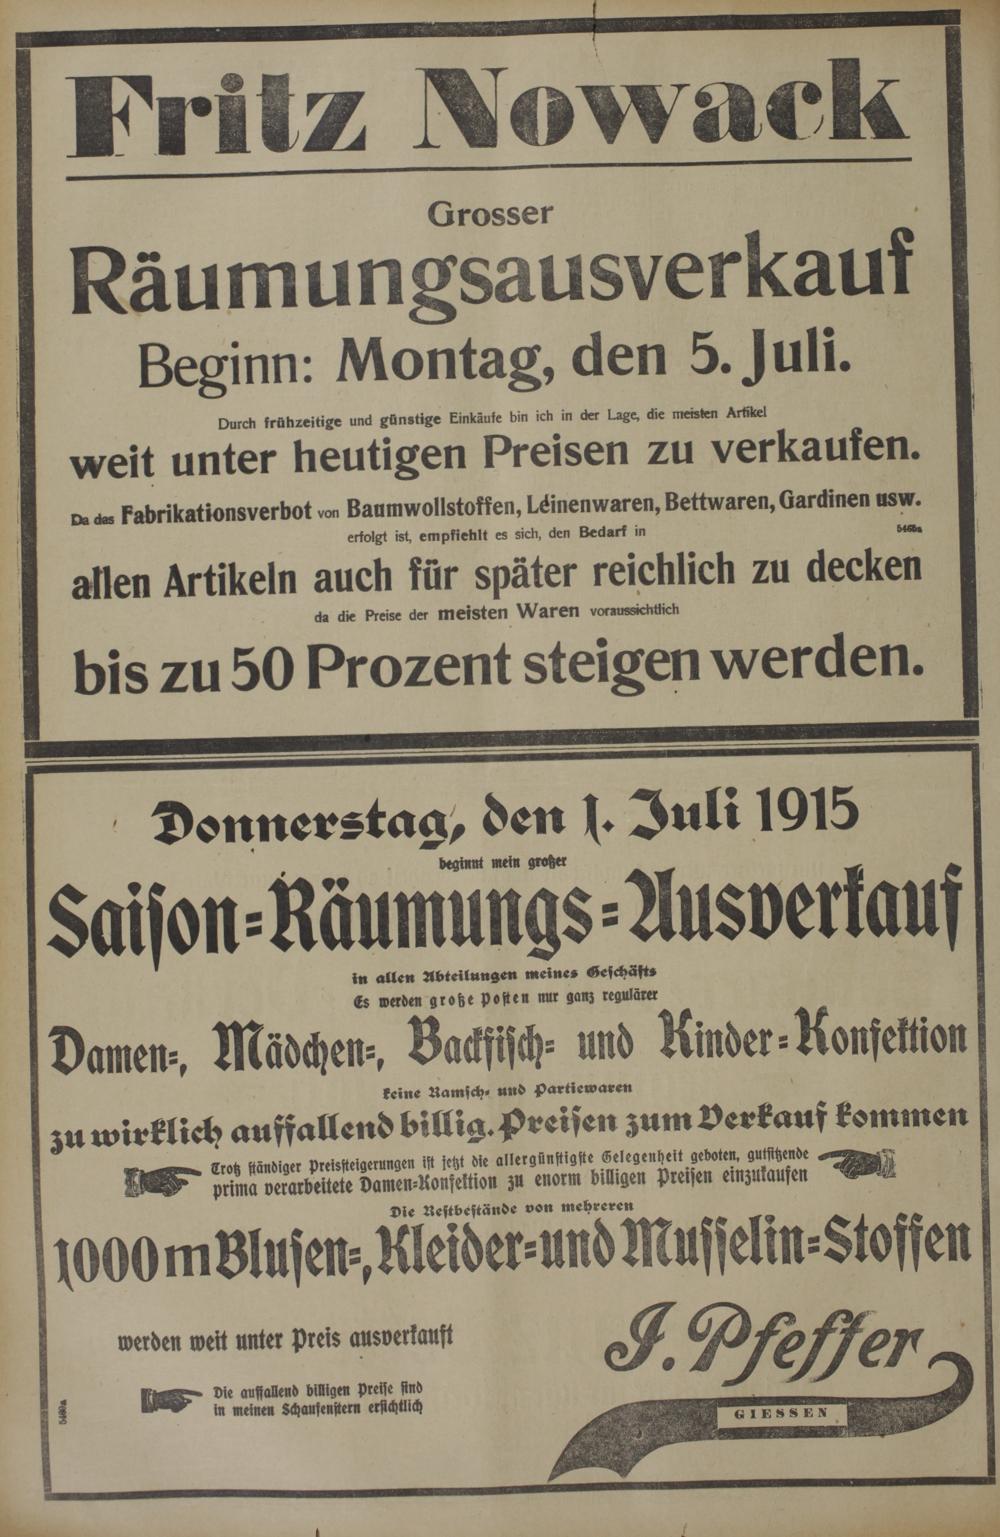 Fritz Nowack
Grosser
Räumungsausverkauf
Beginn: Montag, den 5. Juli.
Durch frühzeitige und günstige Einkäufe bin ich in der Lage, die meisten Artikel
weit unter heutigen Preisen zu verkaufen.
Da das Fabrikationsverbot von Baumwollstoffen, Leinenwaren, Bettwaren, Gardinen usw.
erfolgt ist, empfiehlt es sich, den Bedarf in
allen Artikeln auch für später reichlich zu decken
da die Preise der meisten Waren voraussichtlich
bis zu 50 Prozent steigen werden.
Donnerstag, den 1. Juli 1915
beginnt mein großer
Saison-Räumungs-Ausverkauf
in allen Abteilungen meines Geschäfts
Es werden große Posten nur ganz regulärer
Damen-, Mädchen-, Backfisch- und Kinder-Konfektion
keine Ramsch- und Partiewaren
zu wirklich auffallend billig. Preisen zum Verkauf kommen
Trotz ständiger Preissteigerungen ist jetzt die allergünstigste Gelegenheit geboten, gutsitzende
prima verarbeitete Damen-Konfektion zu enorm billigen Preisen einzukaufen
Die Restbestände von mehreren
1000 m Blusen-, Kleider- und Musselin-Stoffen
werden weit unter Preis ausverkauft
Die auffallend billigen Preise sind
in meinen Schaufenstern ersichtlich
J. Pfeffer
GIESSEN